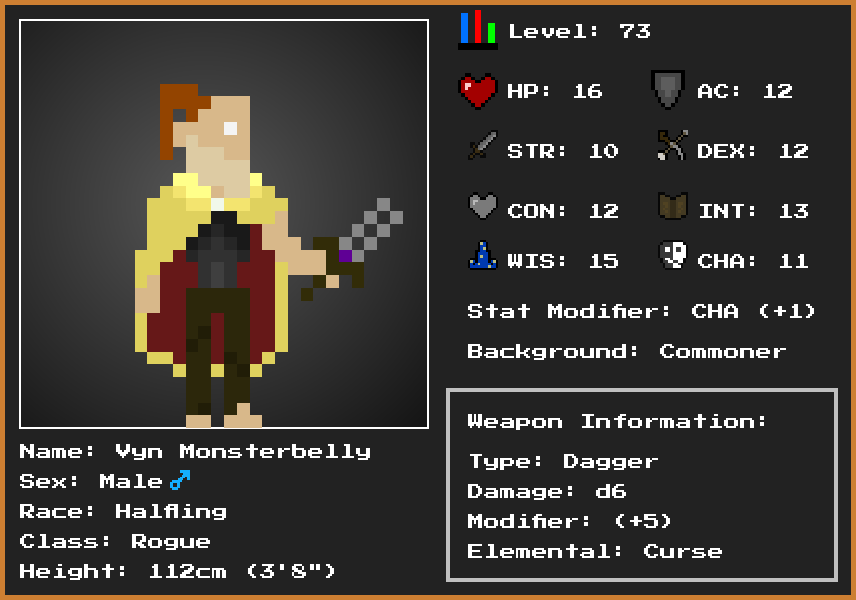 Level: 73
HP: 16
AC: 12
STR: 10
DEX: 12
CON: 12
INT: 13
WIS: 15
CHA: 11
Stat Modifier: CHA (+1)
Background: Commoner
Weapon Information:
Type: Dagger
Damage: d6
Modifier: (+5)
Elemental: Curse
Name: Vyn Monsterbelly
Sex: Male ♂
Race: Halfling
Class: Rogue
Height: 112cm (3'8")